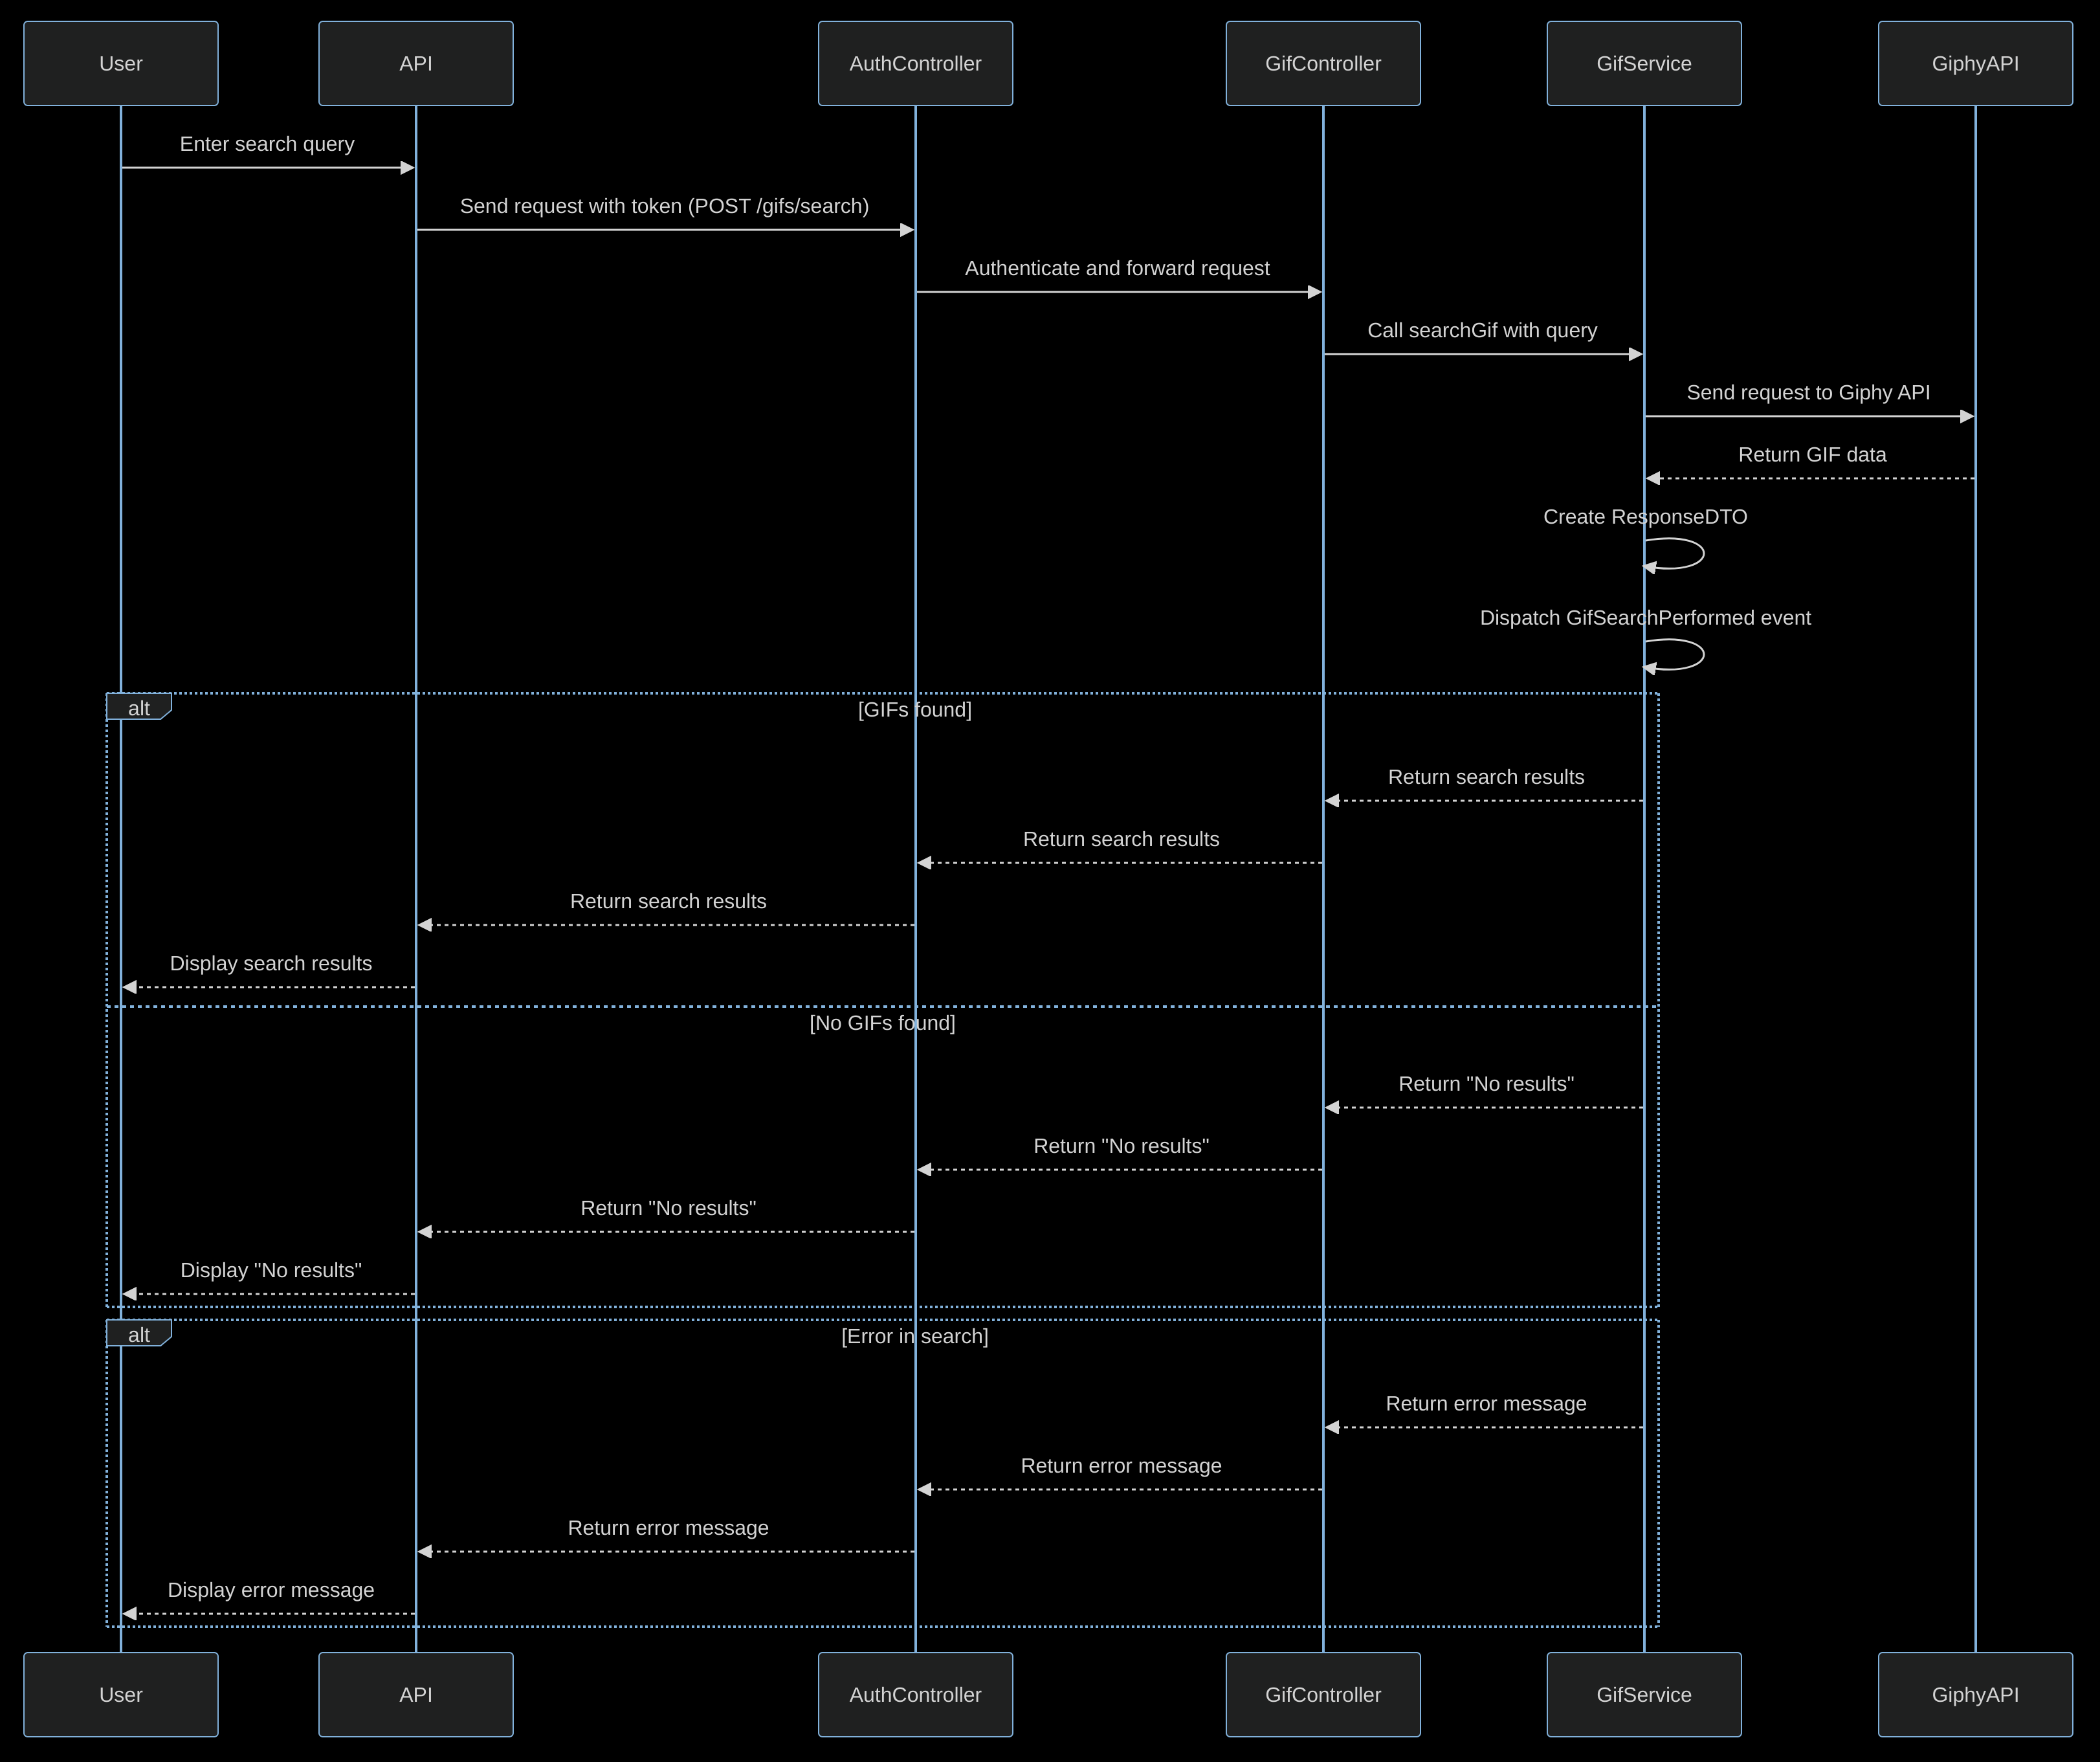 User
API
AuthController
GifController
GifService
GiphyAPI
Enter search query
Send request with token (POST /gifs/search)
Authenticate and forward request
Call searchGif with query
Send request to Giphy API
Return GIF data
Create ResponseDTO
Dispatch GifSearchPerformed event
alt
[GIFs found]
Return search results
Return search results
Return search results
Display search results
[No GIFs found]
Return "No results"
Return "No results"
Return "No results"
Display "No results"
alt
[Error in search]
Return error message
Return error message
Return error message
Display error message
User
API
AuthController
GifController
GifService
GiphyAPI